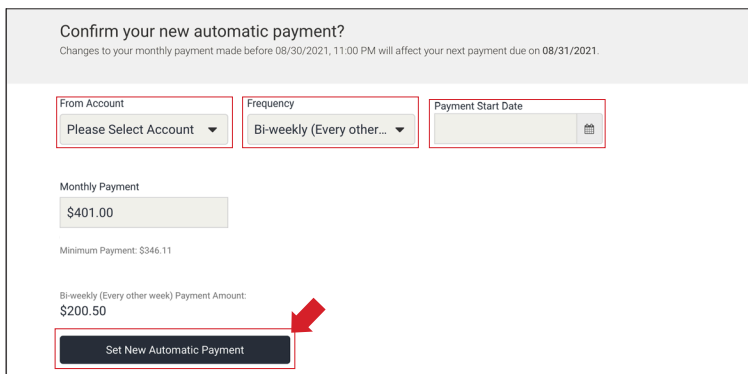 Confirm your new automatic payment?
Changes to your monthly payment made before 08/30/2021, 11:00 PM will affect your next payment due on 08/31/2021.
From Account
Frequency
Payment Start Date
Please Select Account
Bi-weekly (Every other...
Monthly Payment
$401.00
Minimum Payment: $346.11
Bi-weekly (Every other week) Payment Amount:
$200.50
Set New Automatic Payment